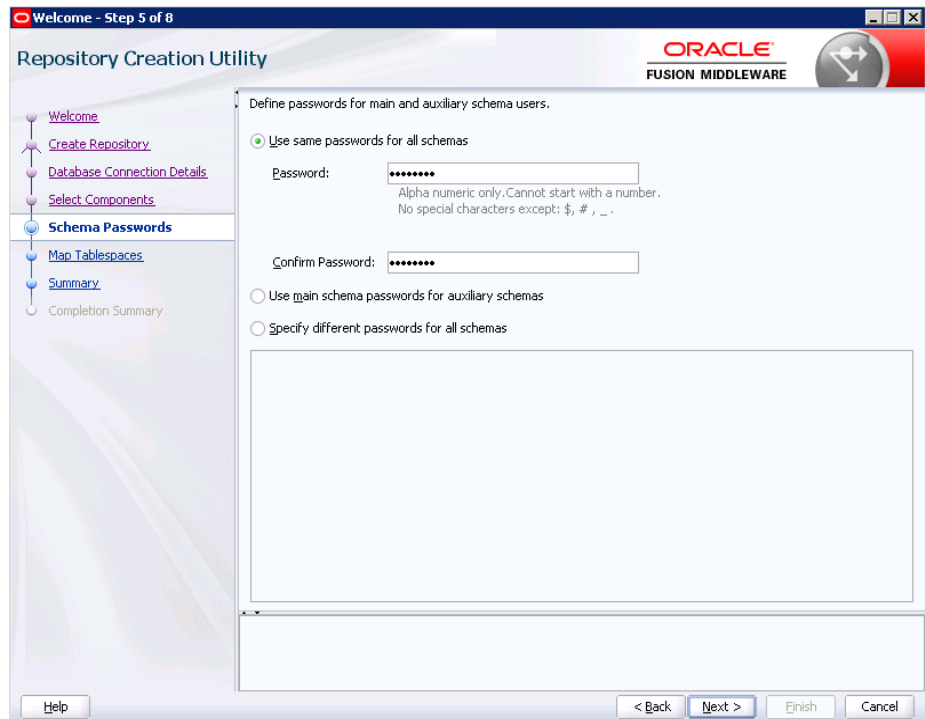 Welcome - Step 5 of 8
Repository Creation Utility
ORACLE
FUSION MIDDLEWARE
Welcome
Create Repository
Database Connection Details
Select Components
Schema Passwords
Map Tablespaces
Summary
Completion Summary
Define passwords for main and auxiliary schema users.
Use same passwords for all schemas
Password: ••••••••
Alpha numeric only.Cannot start with a number.
No special characters except: $, # , _ .
Confirm Password: ••••••••
Use main schema passwords for auxiliary schemas
Specify different passwords for all schemas
Help < Back Next > Finish Cancel